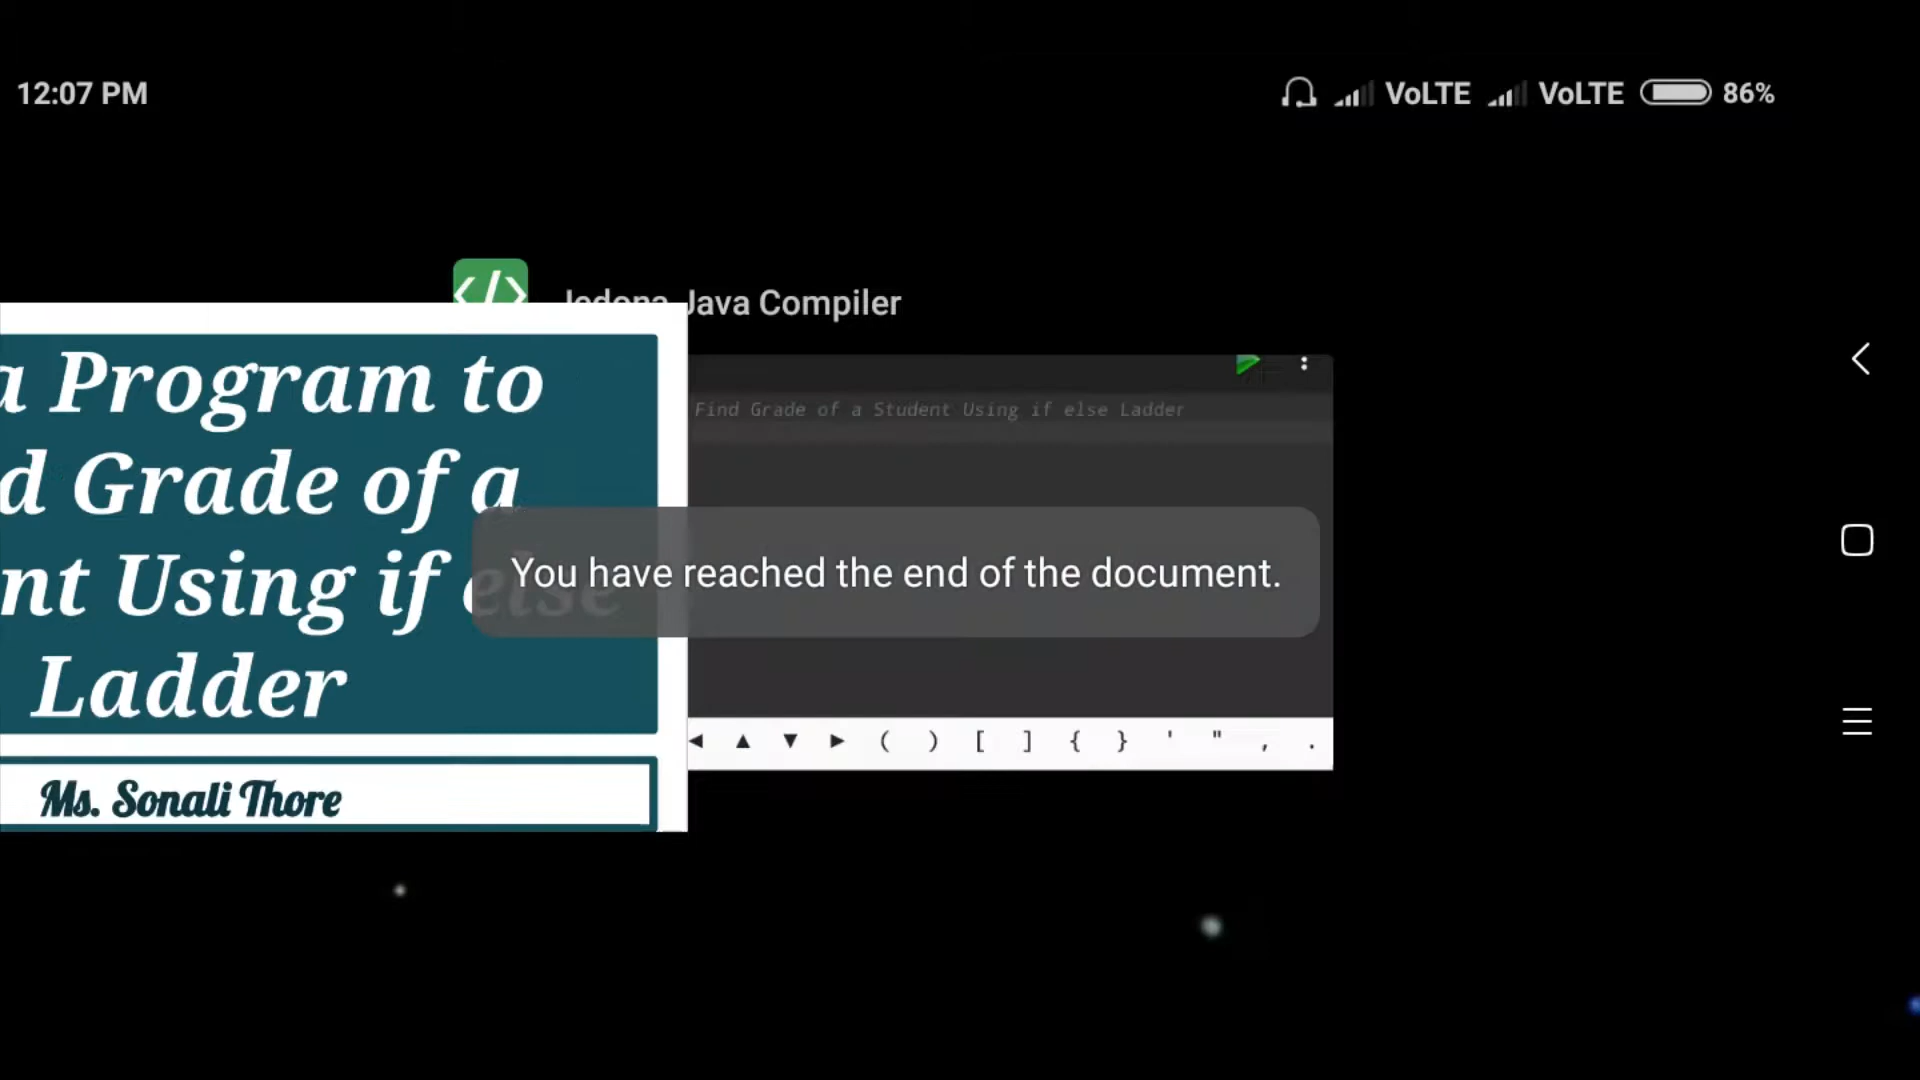 12:07 PM
VoLTE VoLTE 86%
Java Compiler
a Program to
d Grade of a
nt Using if else
Ladder
Ms. Sonali Thore
Find Grade of a Student Using if else Ladder
You have reached the end of the document.
( ) [ ] { } ' " , .